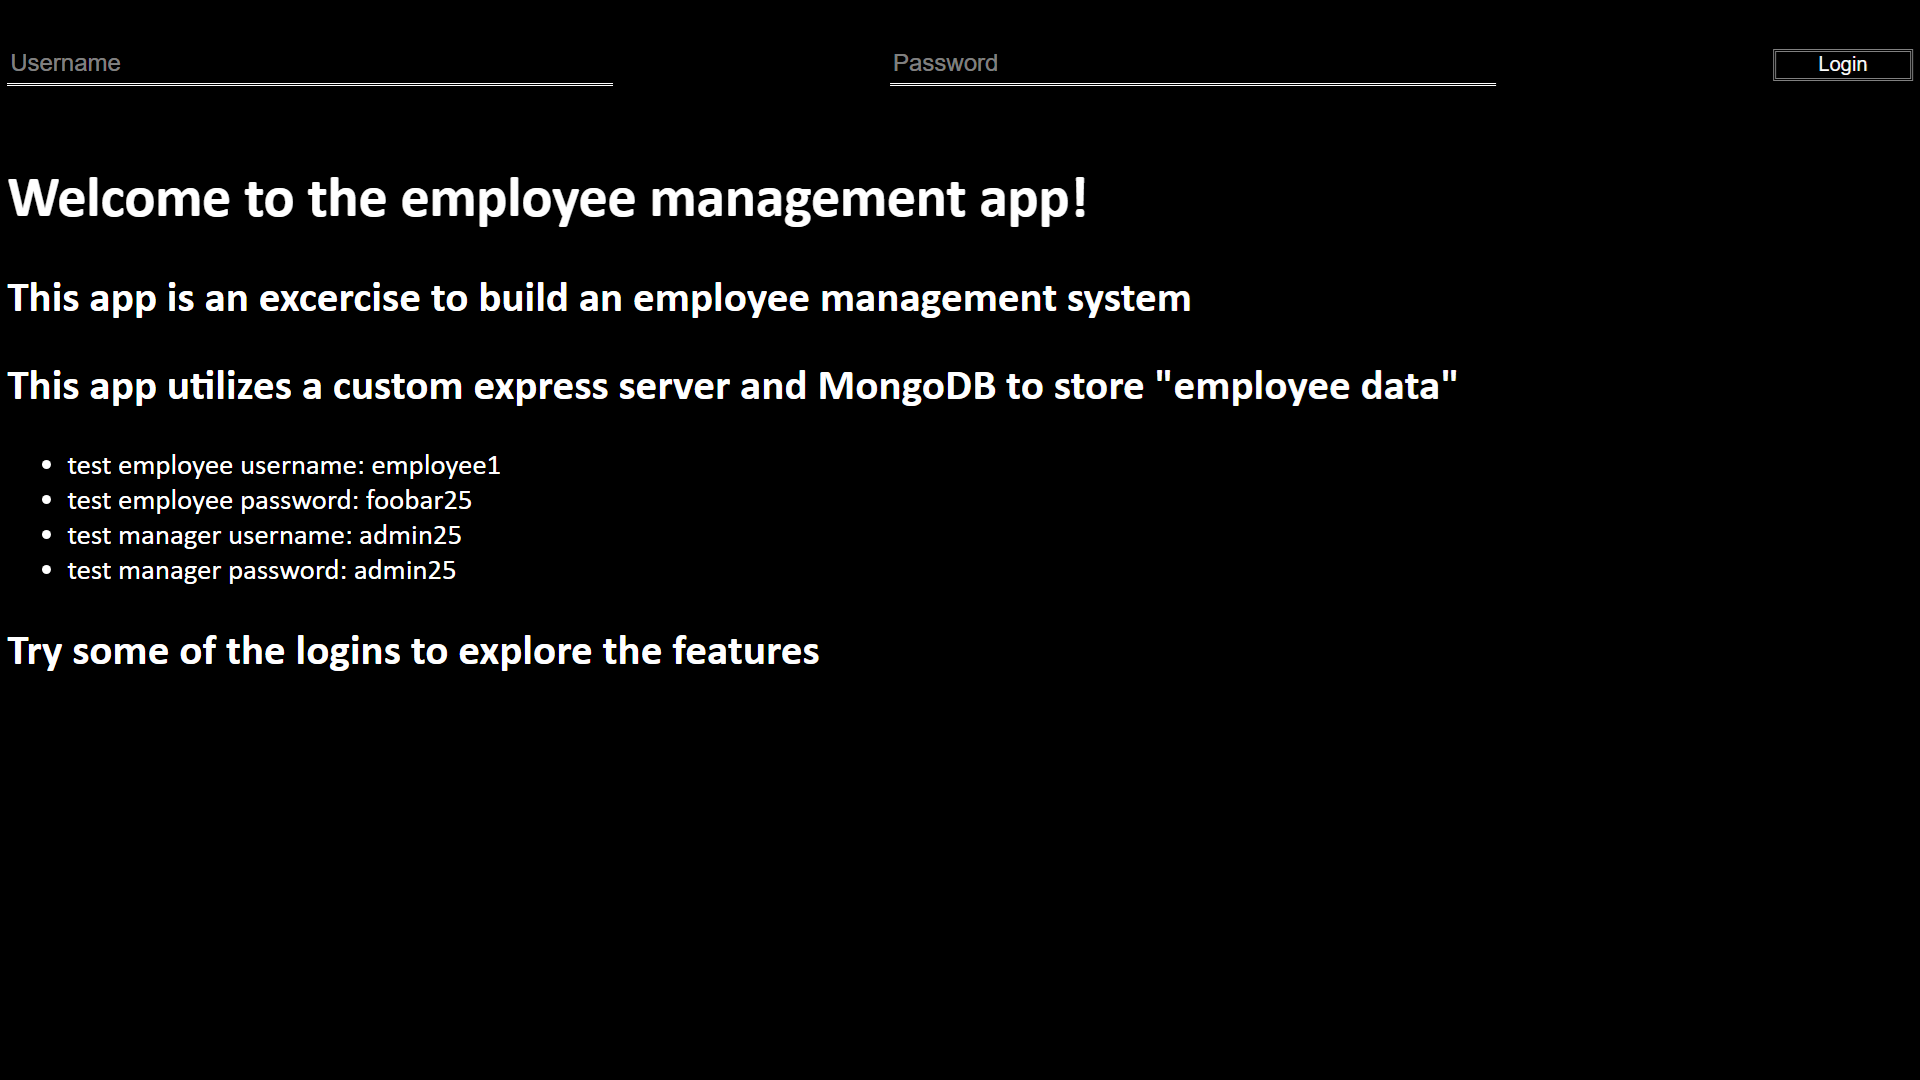 Username
Password
Login
Welcome to the employee management app!
This app is an excercise to build an employee management system
This app utilizes a custom express server and MongoDB to store "employee data"
• test employee username: employee1
• test employee password: foobar25
• test manager username: admin25
• test manager password: admin25
Try some of the logins to explore the features